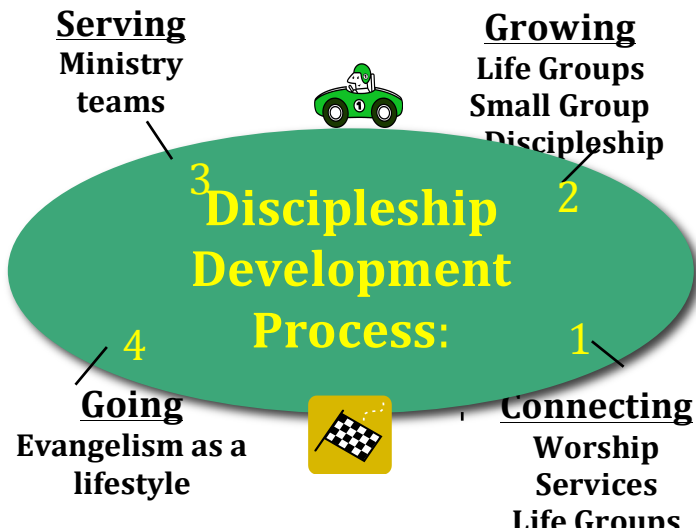 Serving
Ministry
teams
Growing
Life Groups
Small Group
Discipleship
1
3
2
Discipleship
Development
Process:
4
1
Going
Evangelism as a
lifestyle
Connecting
Worship
Services
Life Groups